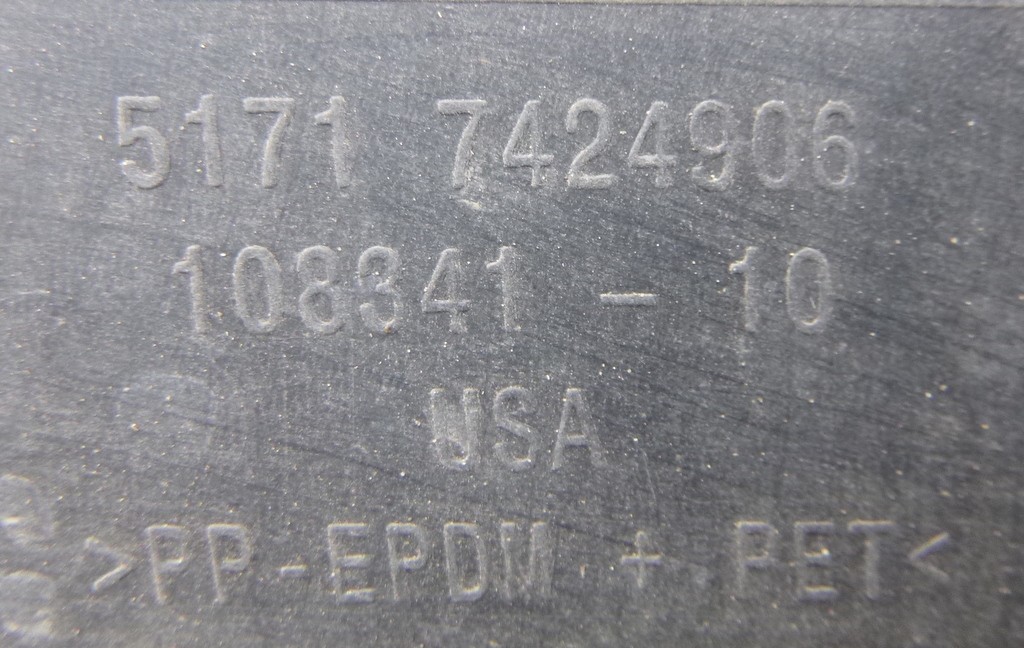 5171 7424906
108341 - 10
USA
>PP-EPDM + PET<